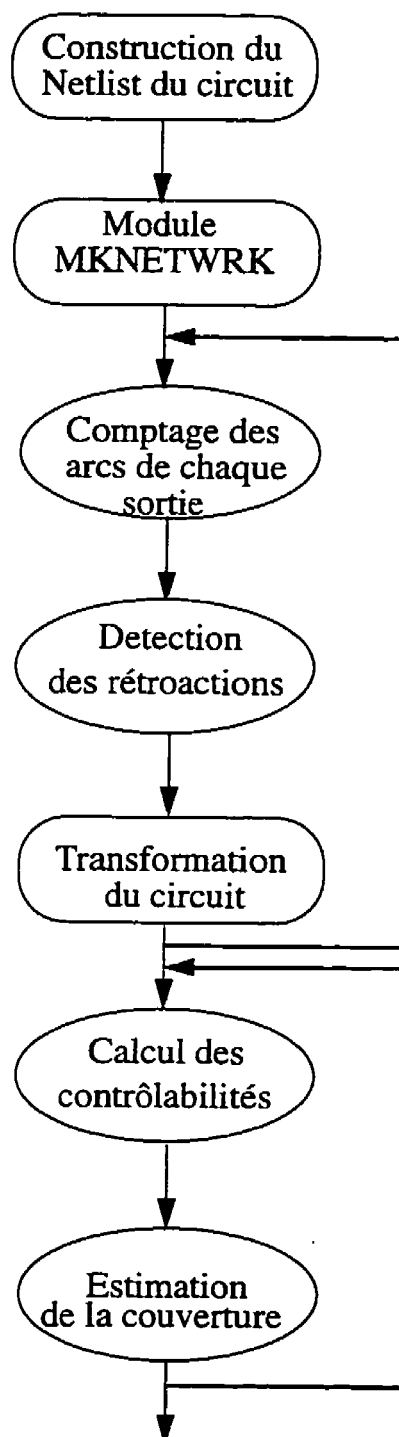 Construction du
Netlist du circuit
Module
MKNETWRK
Comptage des
arcs de chaque
sortie
Detection
des rétroactions
Transformation
du circuit
Calcul des
contrôlabilités
Estimation
de la couverture